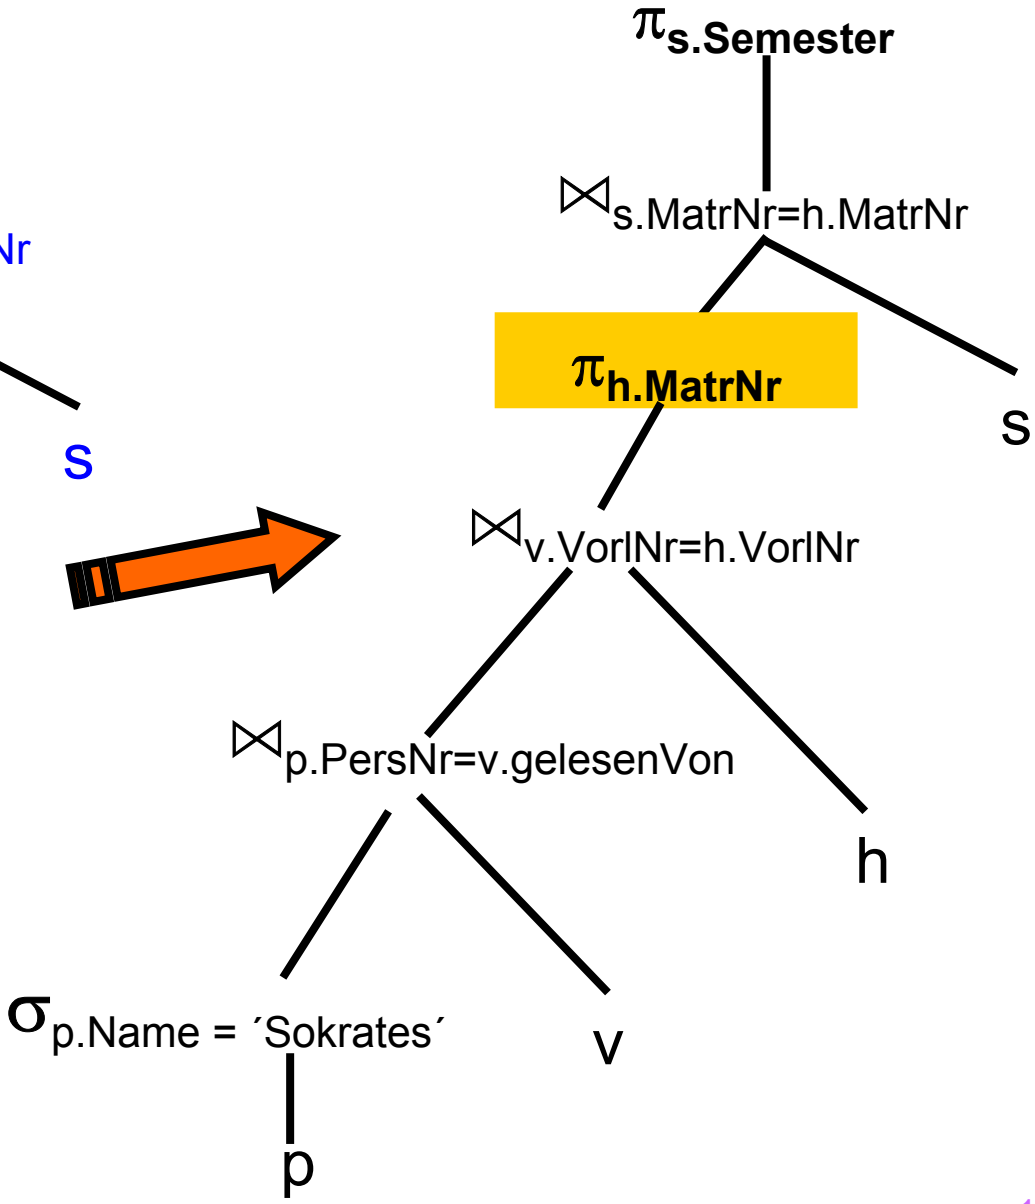 πs.Semester
⋈s.MatrNr=h.MatrNr
Nr
πh.MatrNr
s
s
⋈v.VorlNr=h.VorlNr
⋈p.PersNr=v.gelesenVon
h
σp.Name = ´Sokrates´
v
p